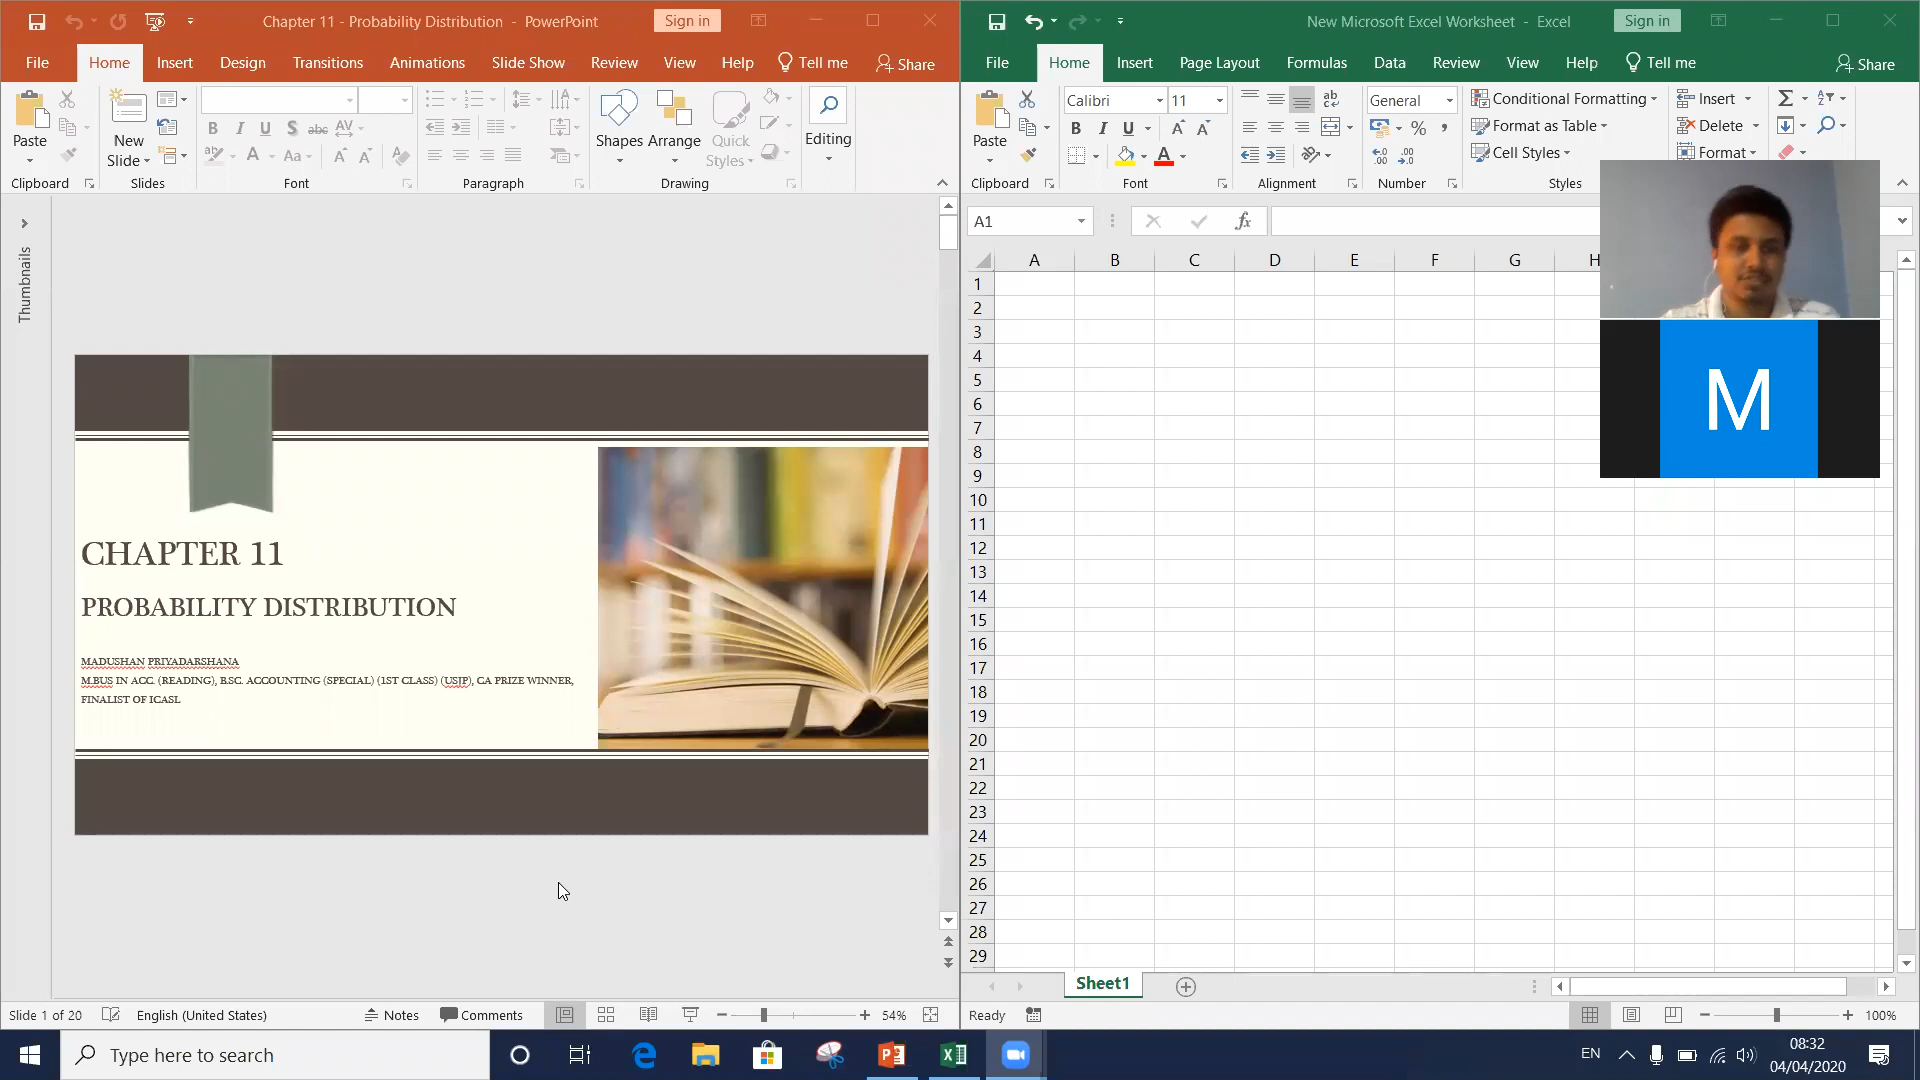 Chapter 11 - Probability Distribution - PowerPoint
Sign in
File Home Insert Design Transitions Animations Slide Show Review View Help Tell me Share
Paste
New Slide
Shapes Arrange Quick Styles
Editing
Clipboard Slides Font Paragraph Drawing
Thumbnails
CHAPTER 11
PROBABILITY DISTRIBUTION
MADUSHAN PRIYADARSHANA
M.BUS IN ACC. (READING), B.SC. ACCOUNTING (SPECIAL) (1ST CLASS) (USJP), CA PRIZE WINNER,
FINALIST OF ICASL
Slide 1 of 20 English (United States) Notes Comments 54%
New Microsoft Excel Worksheet - Excel
Sign in
File Home Insert Page Layout Formulas Data Review View Help Tell me Share
Paste
Calibri 11
General
Conditional Formatting
Format as Table
Cell Styles
Insert
Delete
Format
Clipboard Font Alignment Number Styles
A1
fx
A B C D E F G H
1
2
3
4
5
6
7
8
9
10
11
12
13
14
15
16
17
18
19
20
21
22
23
24
25
26
27
28
29
M
Sheet1
Ready 100%
Type here to search
EN
08:32
04/04/2020